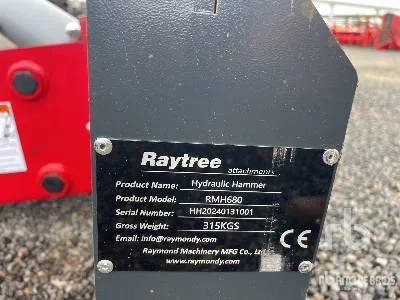 Raytree
attachments
Product Name: Hydraulic Hammer
Product Model: RMH680
Serial Number: HH20240131001
Gross Weight: 315KGS
Email: info@raymondy.com CE
Raymond Machinery MFG Co., Ltd
www.raymondy.com
rb